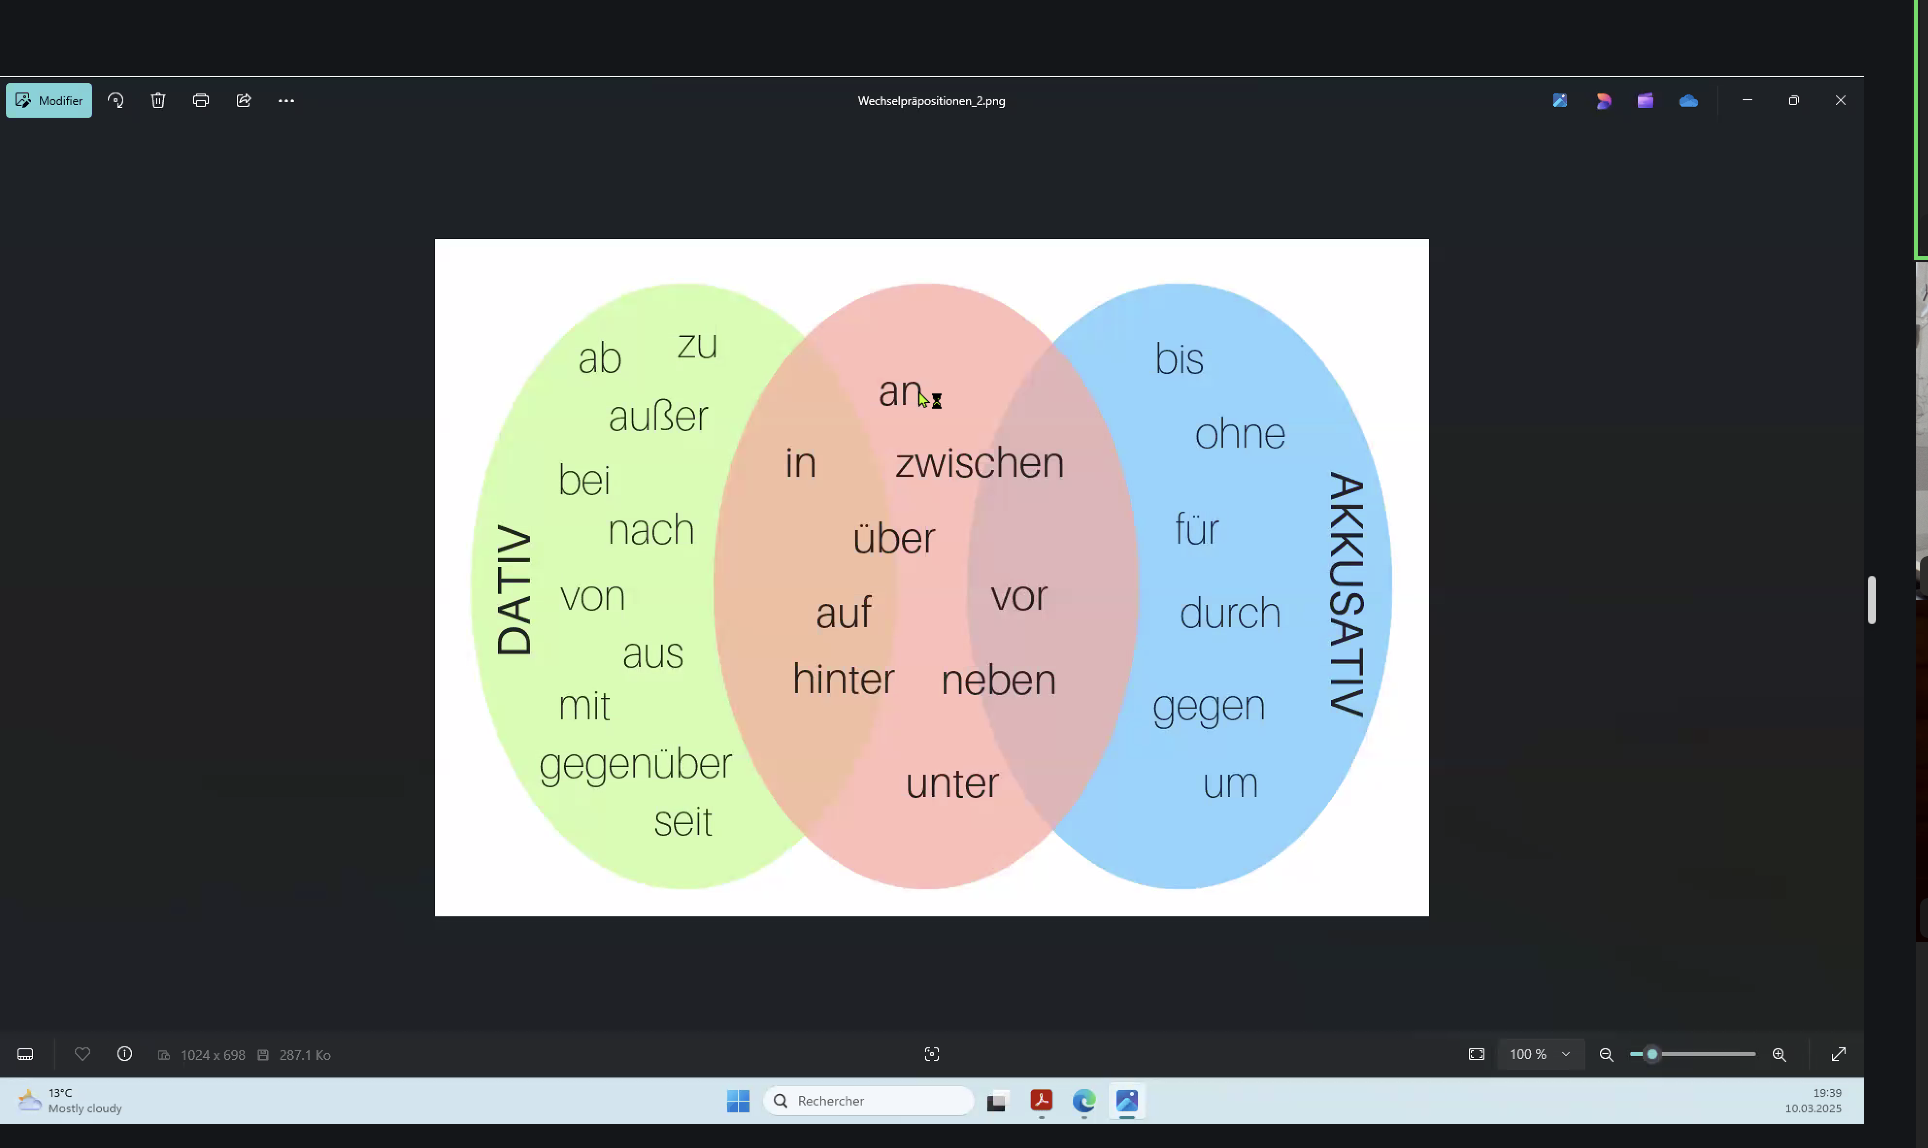 Modifier
Wechselpräpositionen_2.png
ab
zu
außer
bei
nach
von
aus
mit
gegenüber
seit
DATIV
an
in
zwischen
über
auf
vor
hinter
neben
unter
bis
ohne
für
durch
gegen
um
AKKUSATIV
1024 x 698
287.1 Ko
100 %
13°C
Mostly cloudy
Rechercher
19:39
10.03.2025